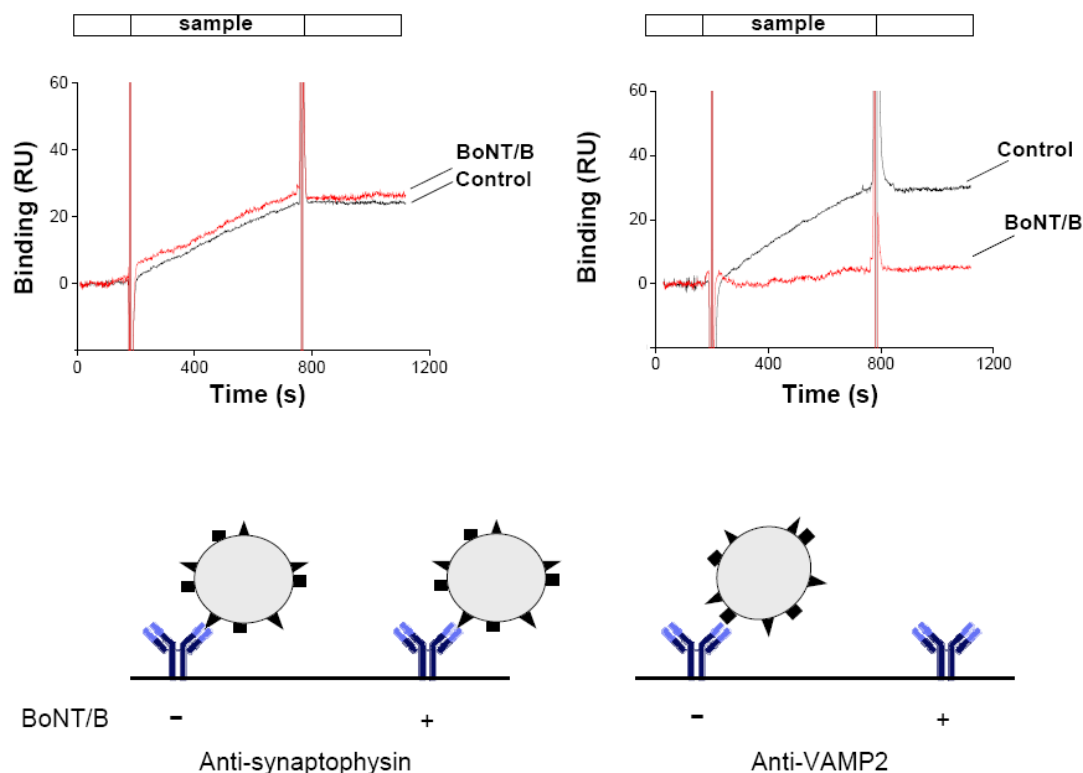 sample
60
40
20
0
Binding (RU)
BoNT/B
Control
0 400 800 1200
Time (s)
sample
60
40
20
0
Binding (RU)
Control
BoNT/B
0 400 800 1200
Time (s)
BoNT/B - + - +
Anti-synaptophysin Anti-VAMP2